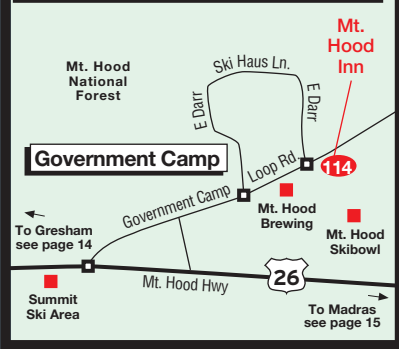 Mt.
Hood
Inn
Ski Haus Ln.
Mt. Hood
National
Forest
E Darr
E Darr
Government Camp
Loop Rd.
114
Government Camp
Mt. Hood
Brewing
To Gresham
see page 14
Mt. Hood
Skibowl
26
Mt. Hood Hwy
Summit
Ski Area
To Madras
see page 15